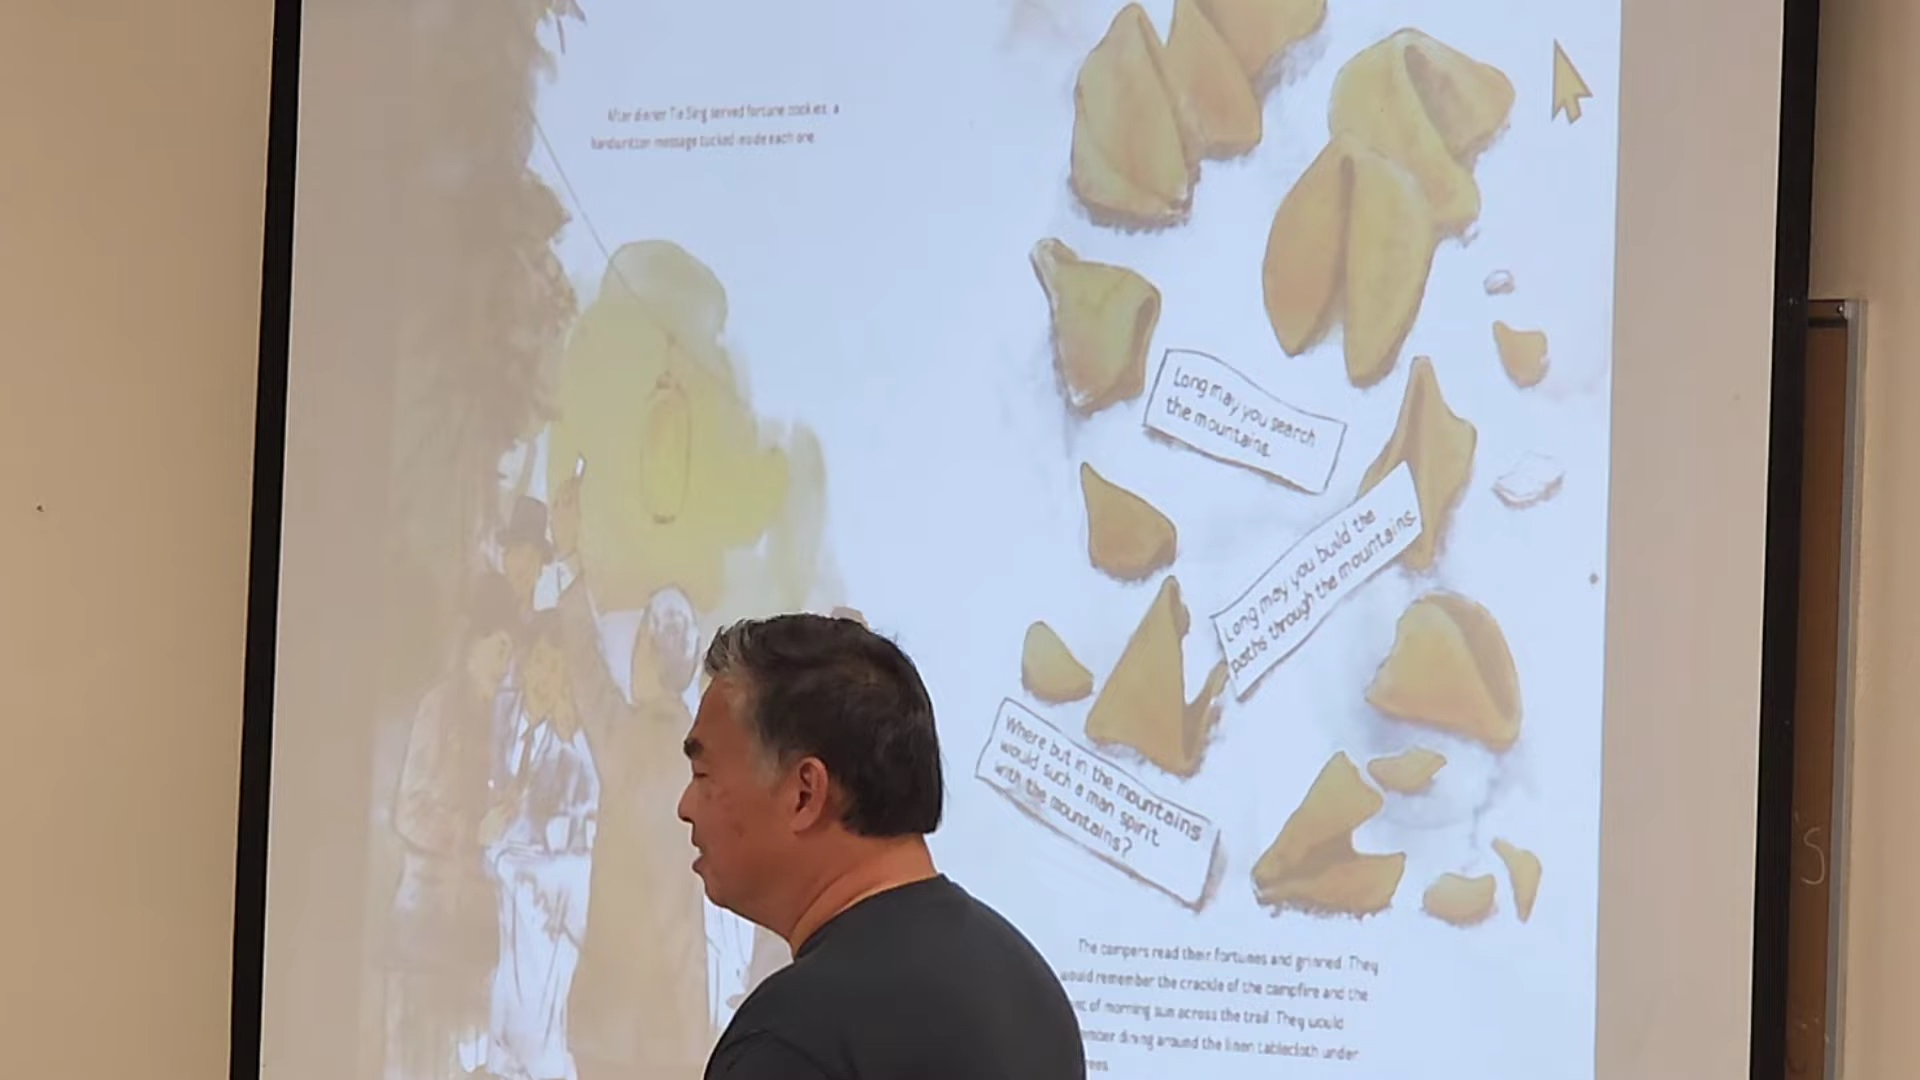 After dinner Tie Sing served fortune cookies, a
handwritten message tucked inside each one.
Long may you search
the mountains.
Long may you build the
paths through the mountains.
Where but in the mountains
would such a man spirit
with the mountains?
The campers read their fortunes and grinned. They
would remember the crackle of the campfire and the
of morning sun across the trail. They would
dining around the linen tablecloth under